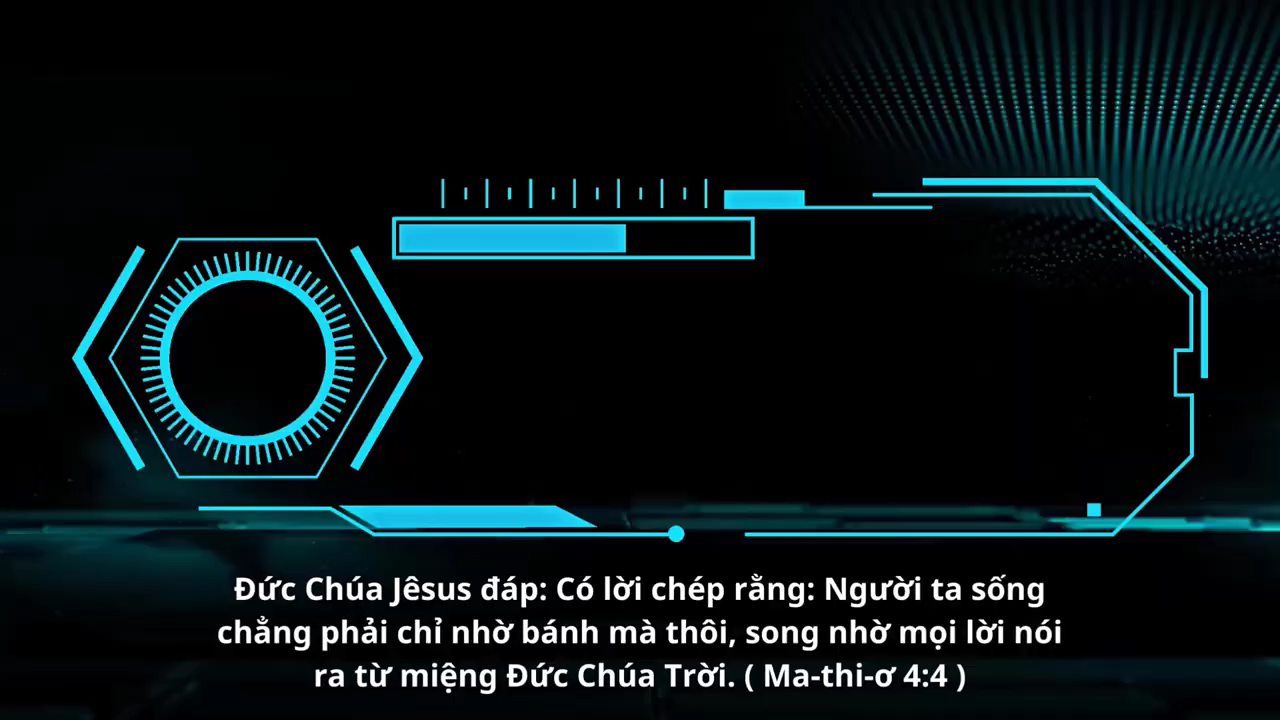 Đức Chúa Jêsus đáp: Có lời chép rằng: Người ta sống
chẳng phải chỉ nhờ bánh mà thôi, song nhờ mọi lời nói
ra từ miệng Đức Chúa Trời. ( Ma-thi-ơ 4:4 )